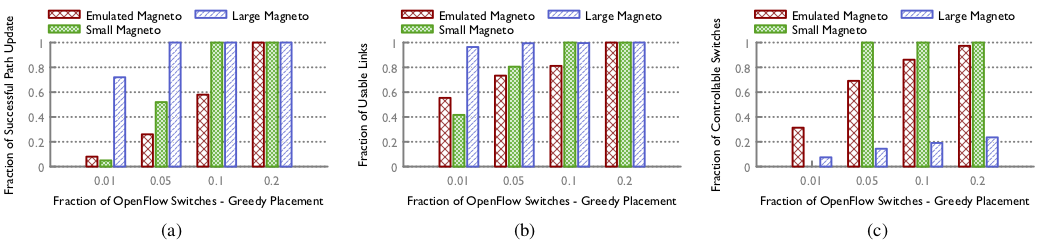 Emulated Magneto
Large Magneto
Small Magneto
Fraction of Successful Path Update
1
0.8
0.6
0.4
0.2
0
0.01 0.05 0.1 0.2
Fraction of OpenFlow Switches - Greedy Placement
(a)
Emulated Magneto
Large Magneto
Small Magneto
Fraction of Usable Links
1
0.8
0.6
0.4
0.2
0
0.01 0.05 0.1 0.2
Fraction of OpenFlow Switches - Greedy Placement
(b)
Emulated Magneto
Large Magneto
Small Magneto
Fraction of Controllable Switches
1
0.8
0.6
0.4
0.2
0
0.01 0.05 0.1 0.2
Fraction of OpenFlow Switches - Greedy Placement
(c)